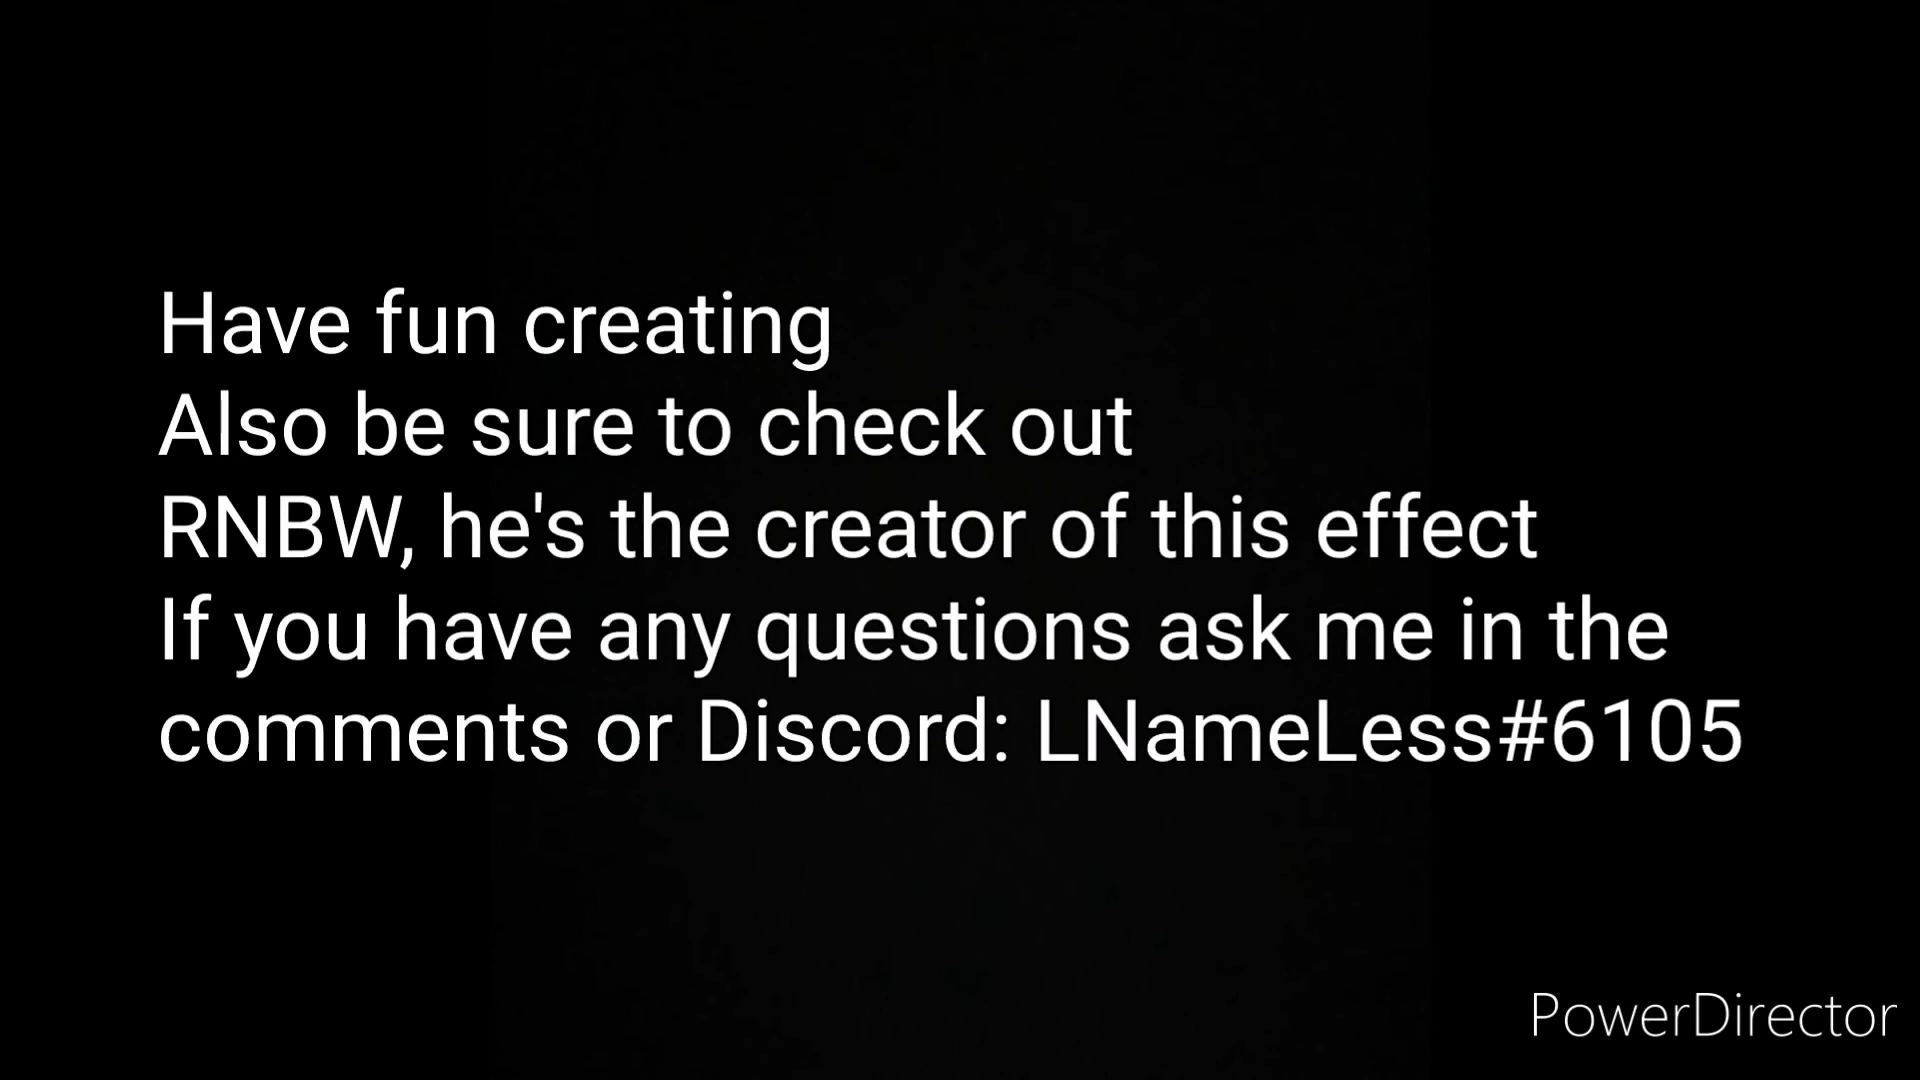 Have fun creating
Also be sure to check out
RNBW, he's the creator of this effect
If you have any questions ask me in the
comments or Discord: LNameLess#6105
PowerDirector